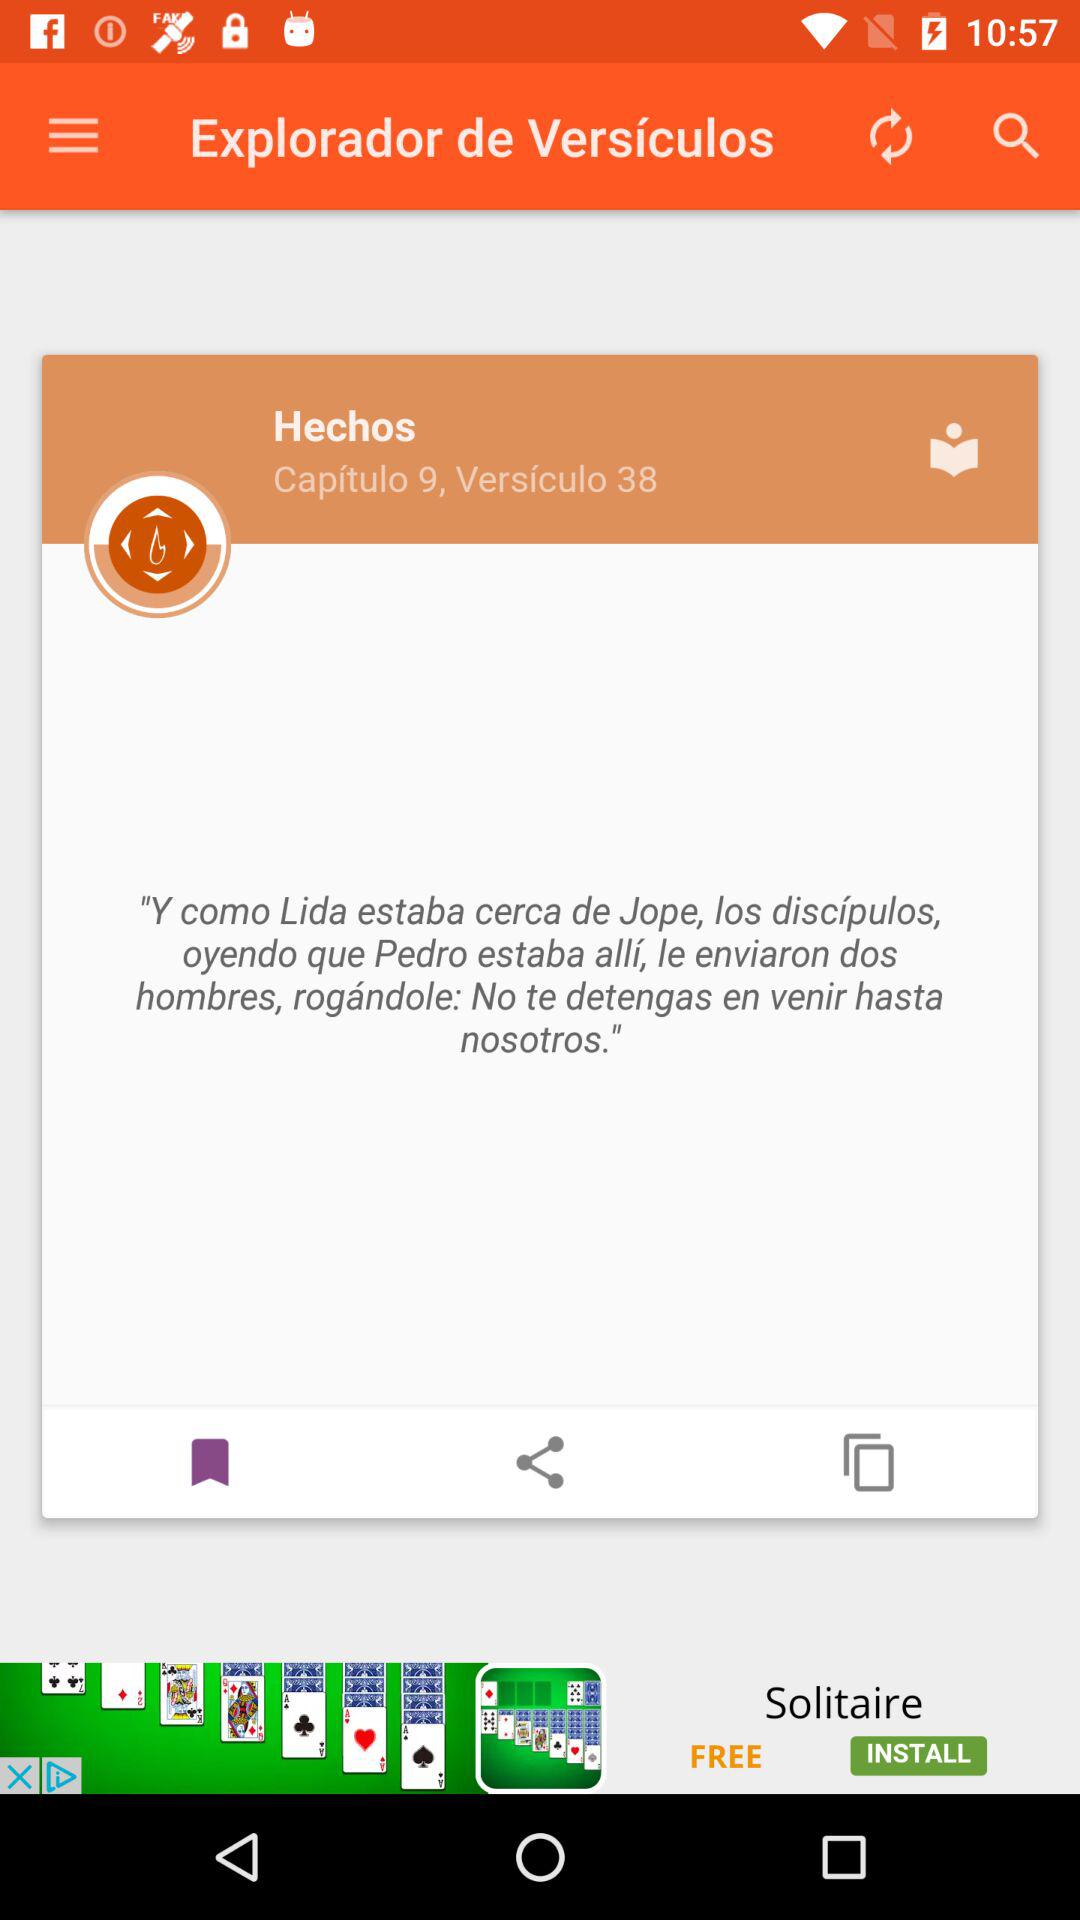 FAKE
10:57
Explorador de Versículos
Hechos
Capítulo 9, Versículo 38
"Y como Lida estaba cerca de Jope, los discípulos,
oyendo que Pedro estaba allí, le enviaron dos
hombres, rogándole: No te detengas en venir hasta
nosotros."
Solitaire
FREE
INSTALL